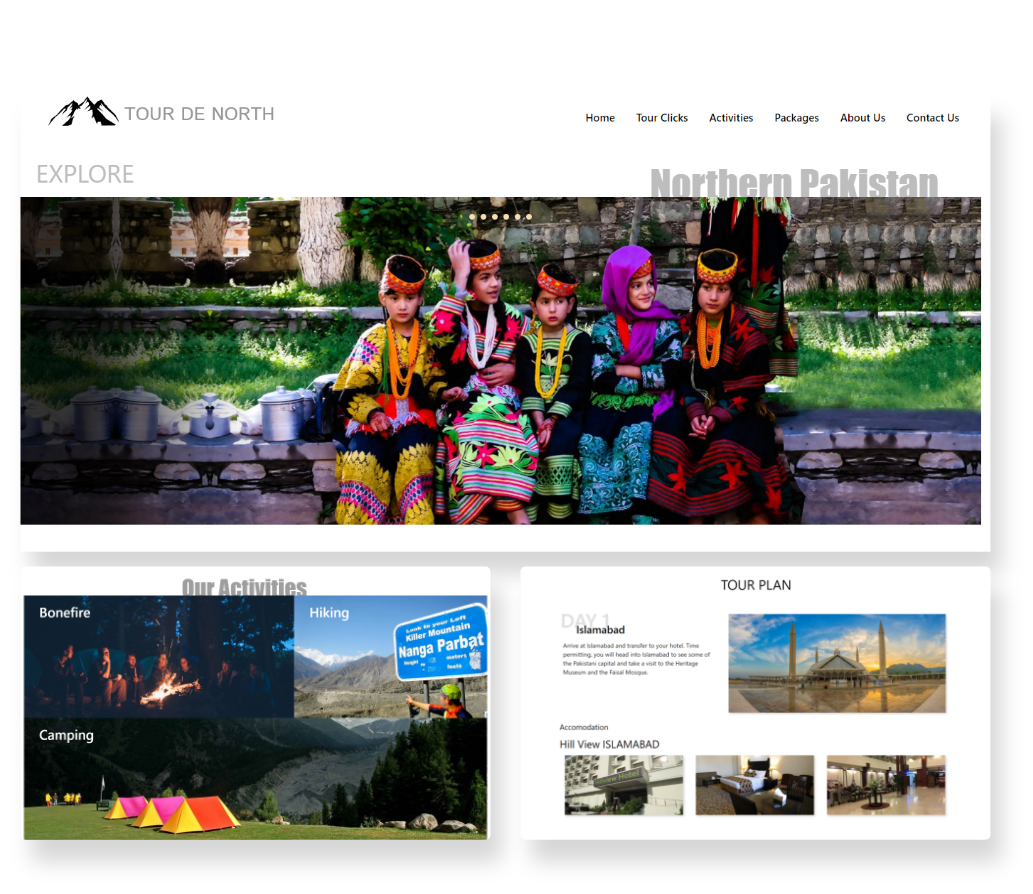 TOUR DE NORTH
Home Tour Clicks Activities Packages About Us Contact Us
EXPLORE
Northern Pakistan
Our Activities
Bonefire
Hiking
Look to your Left
Killer Mountain
Nanga Parbat
Height
meters
feets
Camping
TOUR PLAN
DAY 1
Islamabad
Arrive at Islamabad and transfer to your hotel. Time
permitting, you will head into Islamabad to see some of
the Pakistani capital and take a visit to the Heritage
Museum and the Faisal Mosque.
Accomodation
Hill View ISLAMABAD